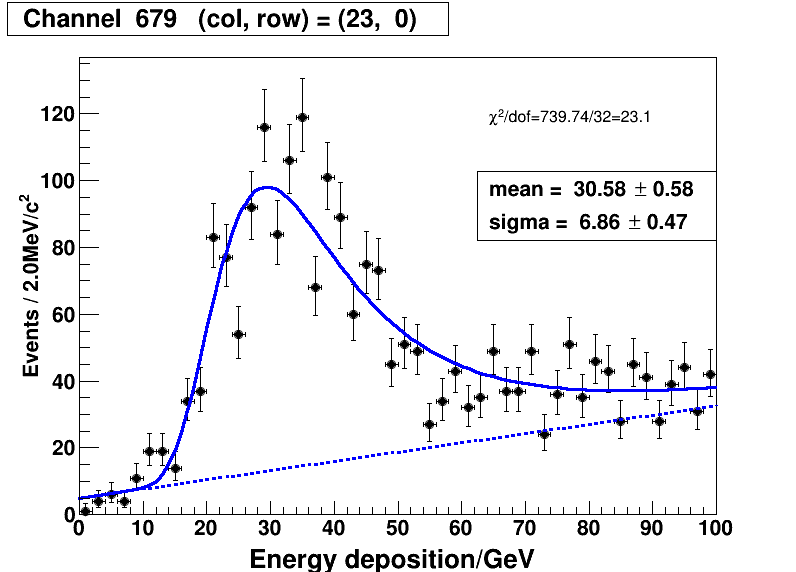 Channel 679 (col, row) = (23, 0)
χ²/dof=739.74/32=23.1
mean = 30.58 ± 0.58
sigma = 6.86 ± 0.47
Events / 2.0MeV/c²
120
100
80
60
40
20
0
0 10 20 30 40 50 60 70 80 90 100
Energy deposition/GeV